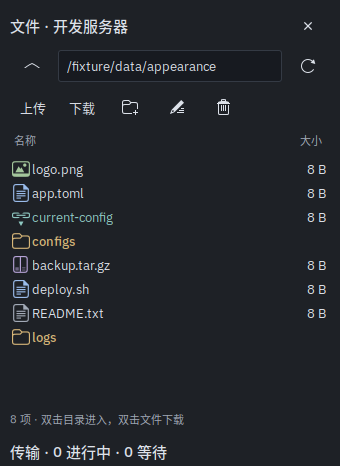 文件 · 开发服务器
/fixture/data/appearance
上传 下载
名称 大小
logo.png 8 B
app.toml 8 B
current-config 8 B
configs
backup.tar.gz 8 B
deploy.sh 8 B
README.txt 8 B
logs
8 项 · 双击目录进入，双击文件下载
传输 · 0 进行中 · 0 等待